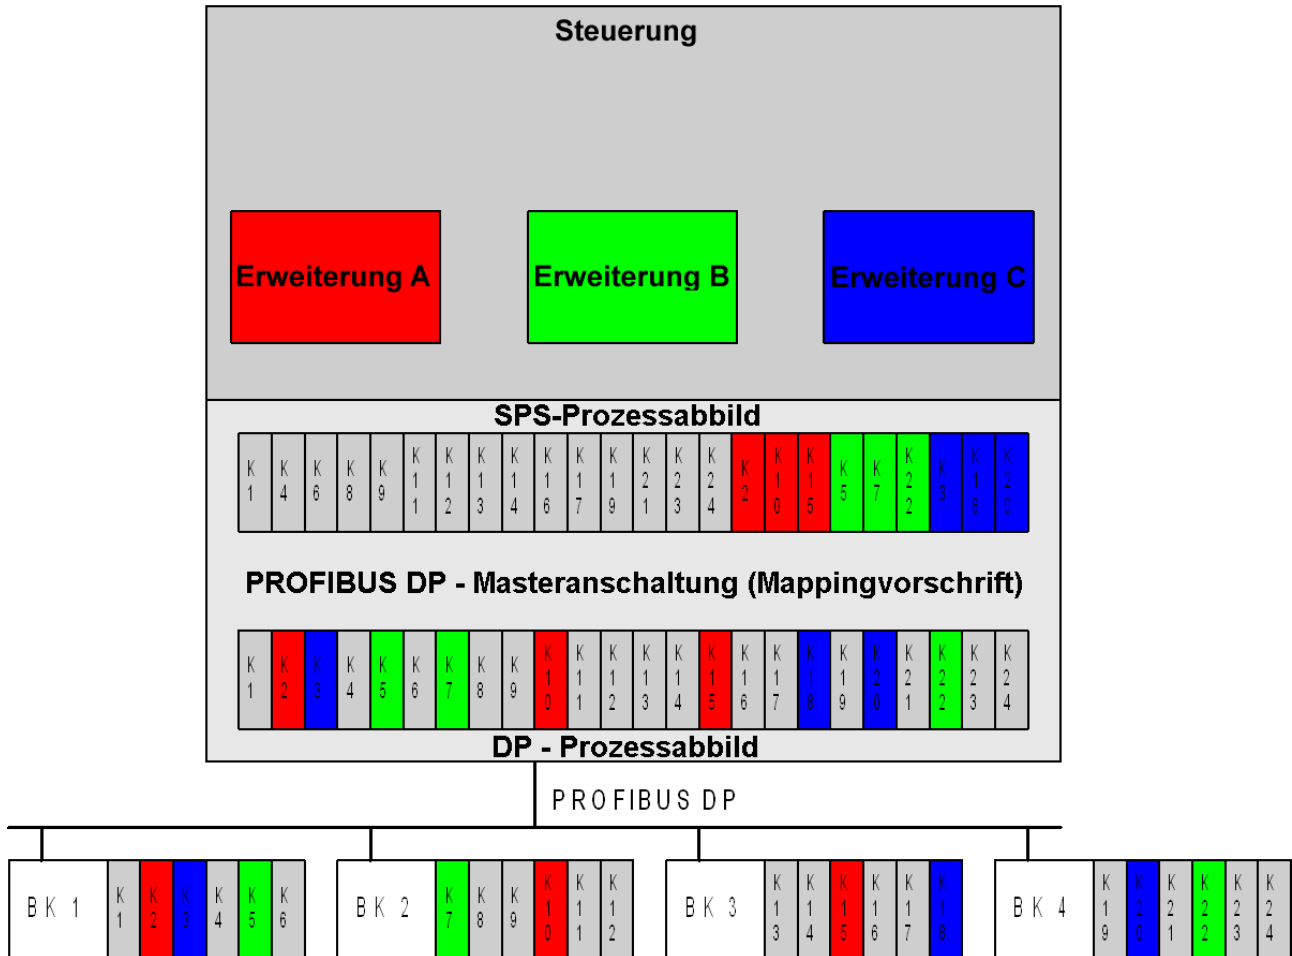 Steuerung
Erweiterung A Erweiterung B Erweiterung C
SPS-Prozessabbild
K1 K4 K6 K8 K9 K11 K12 K13 K14 K16 K17 K19 K21 K23 K24 K2 K10 K15 K5 K7 K22 K3 K18 K20
PROFIBUS DP - Masteranschaltung (Mappingvorschrift)
K1 K2 K3 K4 K5 K6 K7 K8 K9 K10 K11 K12 K13 K14 K15 K16 K17 K18 K19 K20 K21 K22 K23 K24
DP - Prozessabbild
PROFIBUS DP
BK 1 K1 K2 K3 K4 K5 K6 BK 2 K7 K8 K9 K10 K11 K12 BK 3 K13 K14 K15 K16 K17 K18 BK 4 K19 K20 K21 K22 K23 K24